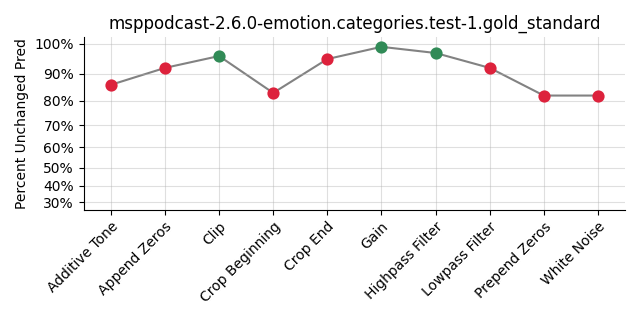 msppodcast-2.6.0-emotion.categories.test-1.gold_standard
Percent Unchanged Pred
100%
90%
80%
70%
60%
50%
40%
30%
Additive Tone
Append Zeros
Clip
Crop Beginning
Crop End
Gain
Highpass Filter
Lowpass Filter
Prepend Zeros
White Noise